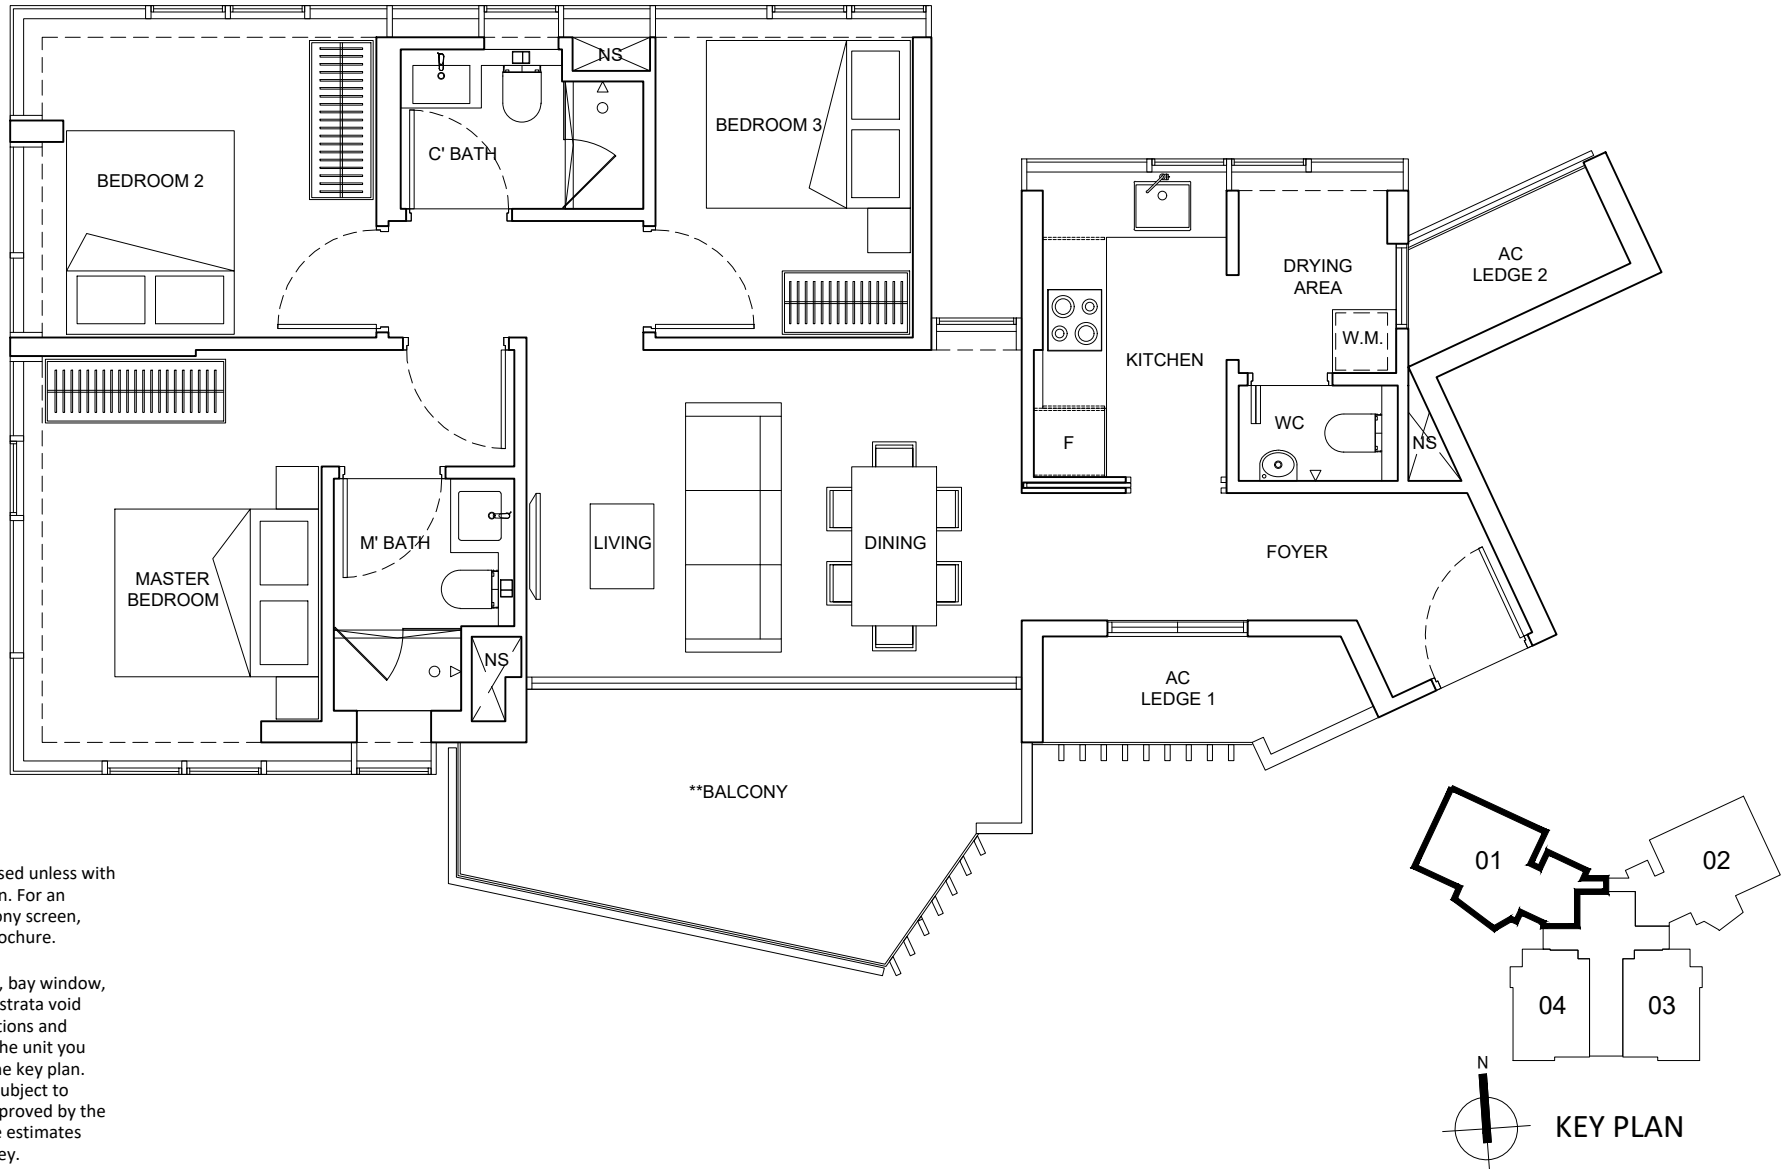 NS
BEDROOM 3
C' BATH
BEDROOM 2
AC
LEDGE 2
DRYING
AREA
W.M.
KITCHEN
WC
F
NS
M' BATH
LIVING
DINING
FOYER
MASTER
BEDROOM
NS
AC
LEDGE 1
**BALCONY
sed unless with
n. For an
ony screen,
ochure.
, bay window,
strata void
tions and
he unit you
he key plan.
ubject to
proved by the
e estimates
ey.
01
02
04
03
N
KEY PLAN